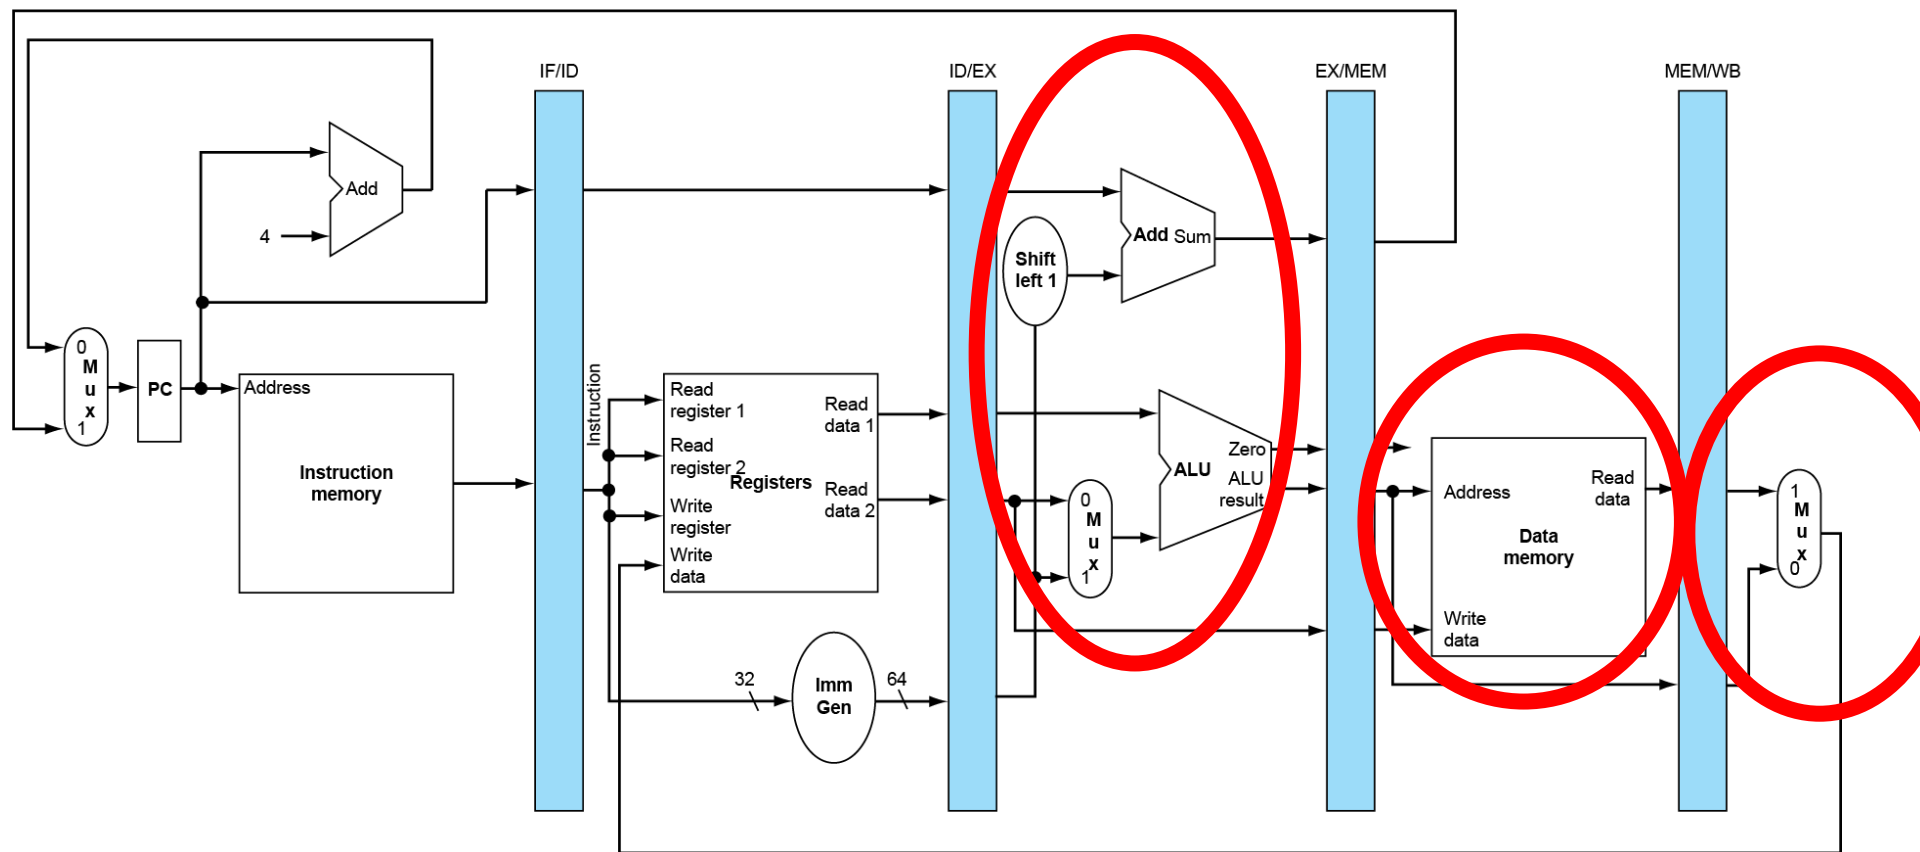 IF/ID
ID/EX
EX/MEM
MEM/WB
Add
4
0
M
u
x
1
PC
Address
Instruction
memory
Instruction
Read
register 1
Read
register 2
Write
register
Write
data
Registers
Read
data 1
Read
data 2
32
Imm
Gen
64
Shift
left 1
Add Sum
0
M
u
x
1
ALU
Zero
ALU
result
Address
Read
data
Data
memory
Write
data
1
M
u
x
0